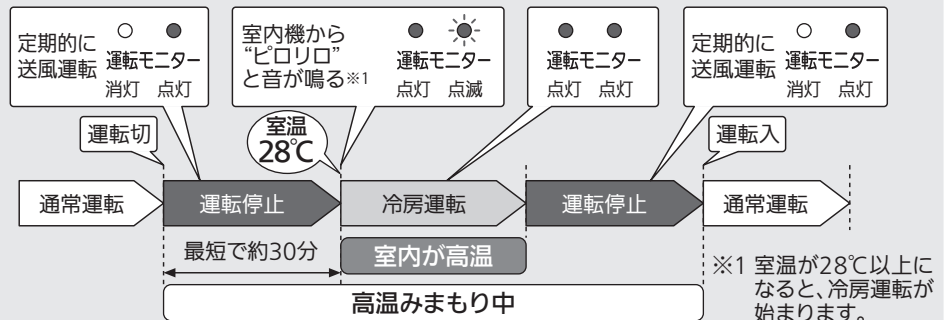 定期的に
送風運転
運転モニター
消灯 点灯
室内機から
“ピロリロ”
と音が鳴る※1
運転モニター
点灯 点滅
運転モニター
点灯 点灯
定期的に
送風運転
運転モニター
消灯 点灯
運転切
室温
28℃
運転入
通常運転
運転停止
冷房運転
運転停止
通常運転
最短で約30分
室内が高温
高温みまもり中
※1 室温が28℃以上に
なると、冷房運転が
始まります。